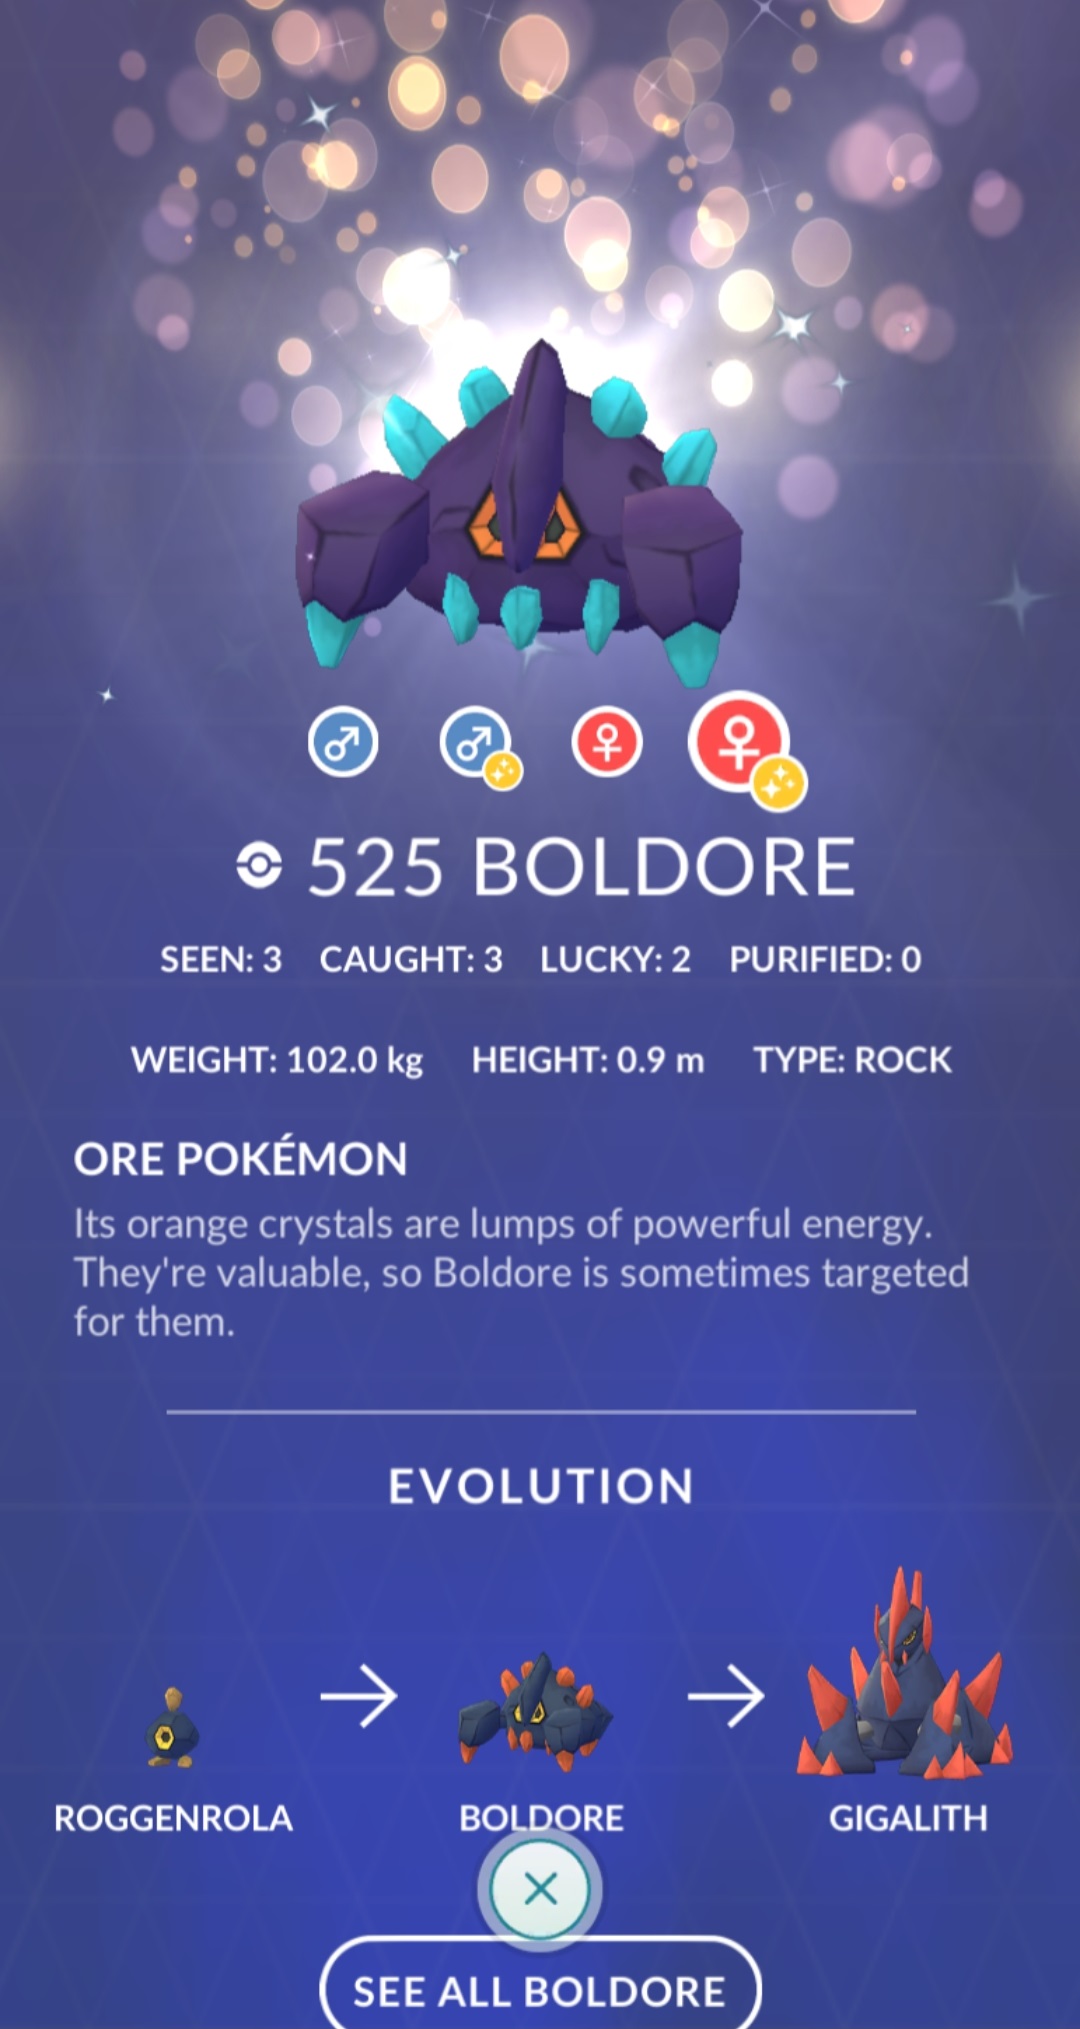 525 BOLDORE
SEEN: 3 CAUGHT: 3 LUCKY: 2 PURIFIED: 0
WEIGHT: 102.0 kg HEIGHT: 0.9 m TYPE: ROCK
ORE POKÉMON
Its orange crystals are lumps of powerful energy.
They're valuable, so Boldore is sometimes targeted
for them.
EVOLUTION
ROGGENROLA BOLDORE GIGALITH
SEE ALL BOLDORE